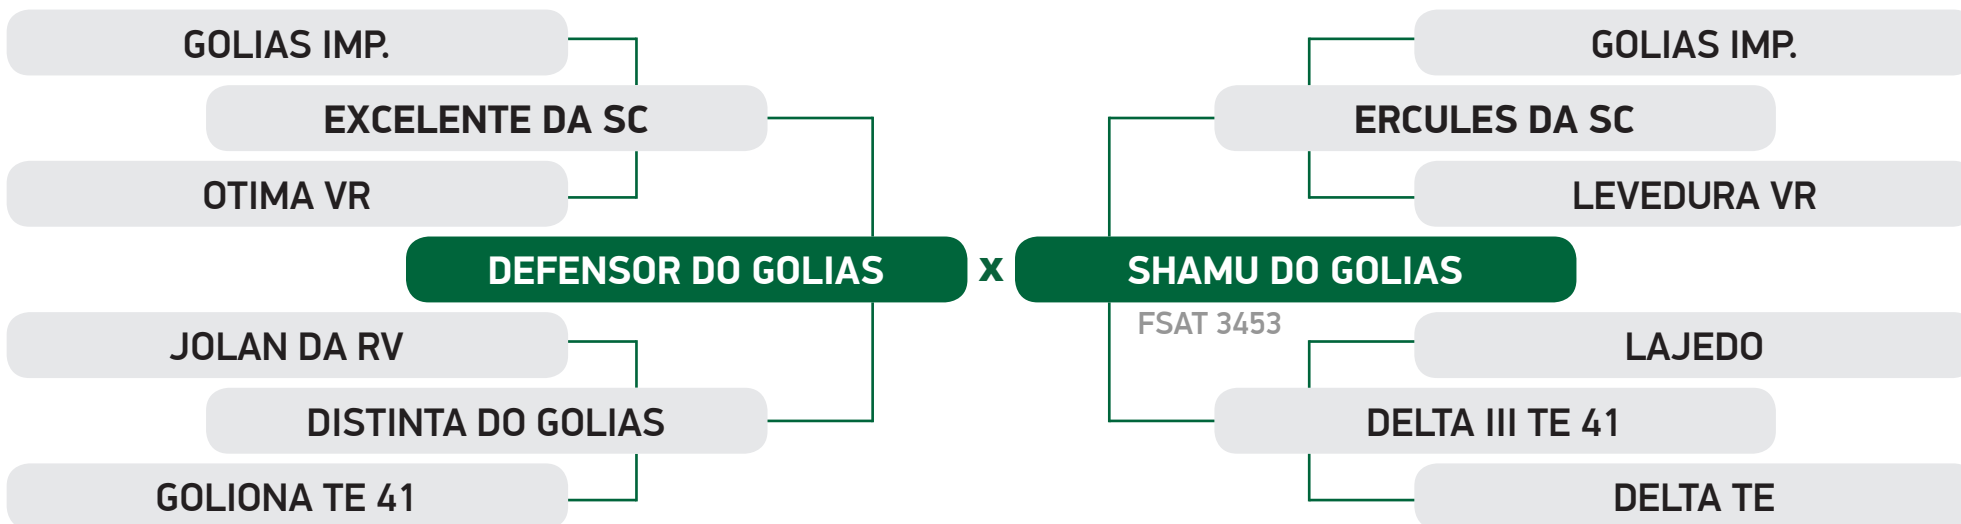 GOLIAS IMP.
GOLIAS IMP.
EXCELENTE DA SC
ERCULES DA SC
OTIMA VR
LEVEDURA VR
DEFENSOR DO GOLIAS x SHAMU DO GOLIAS
FSAT 3453
JOLAN DA RV
LAJEDO
DISTINTA DO GOLIAS
DELTA III TE 41
GOLIONA TE 41
DELTA TE